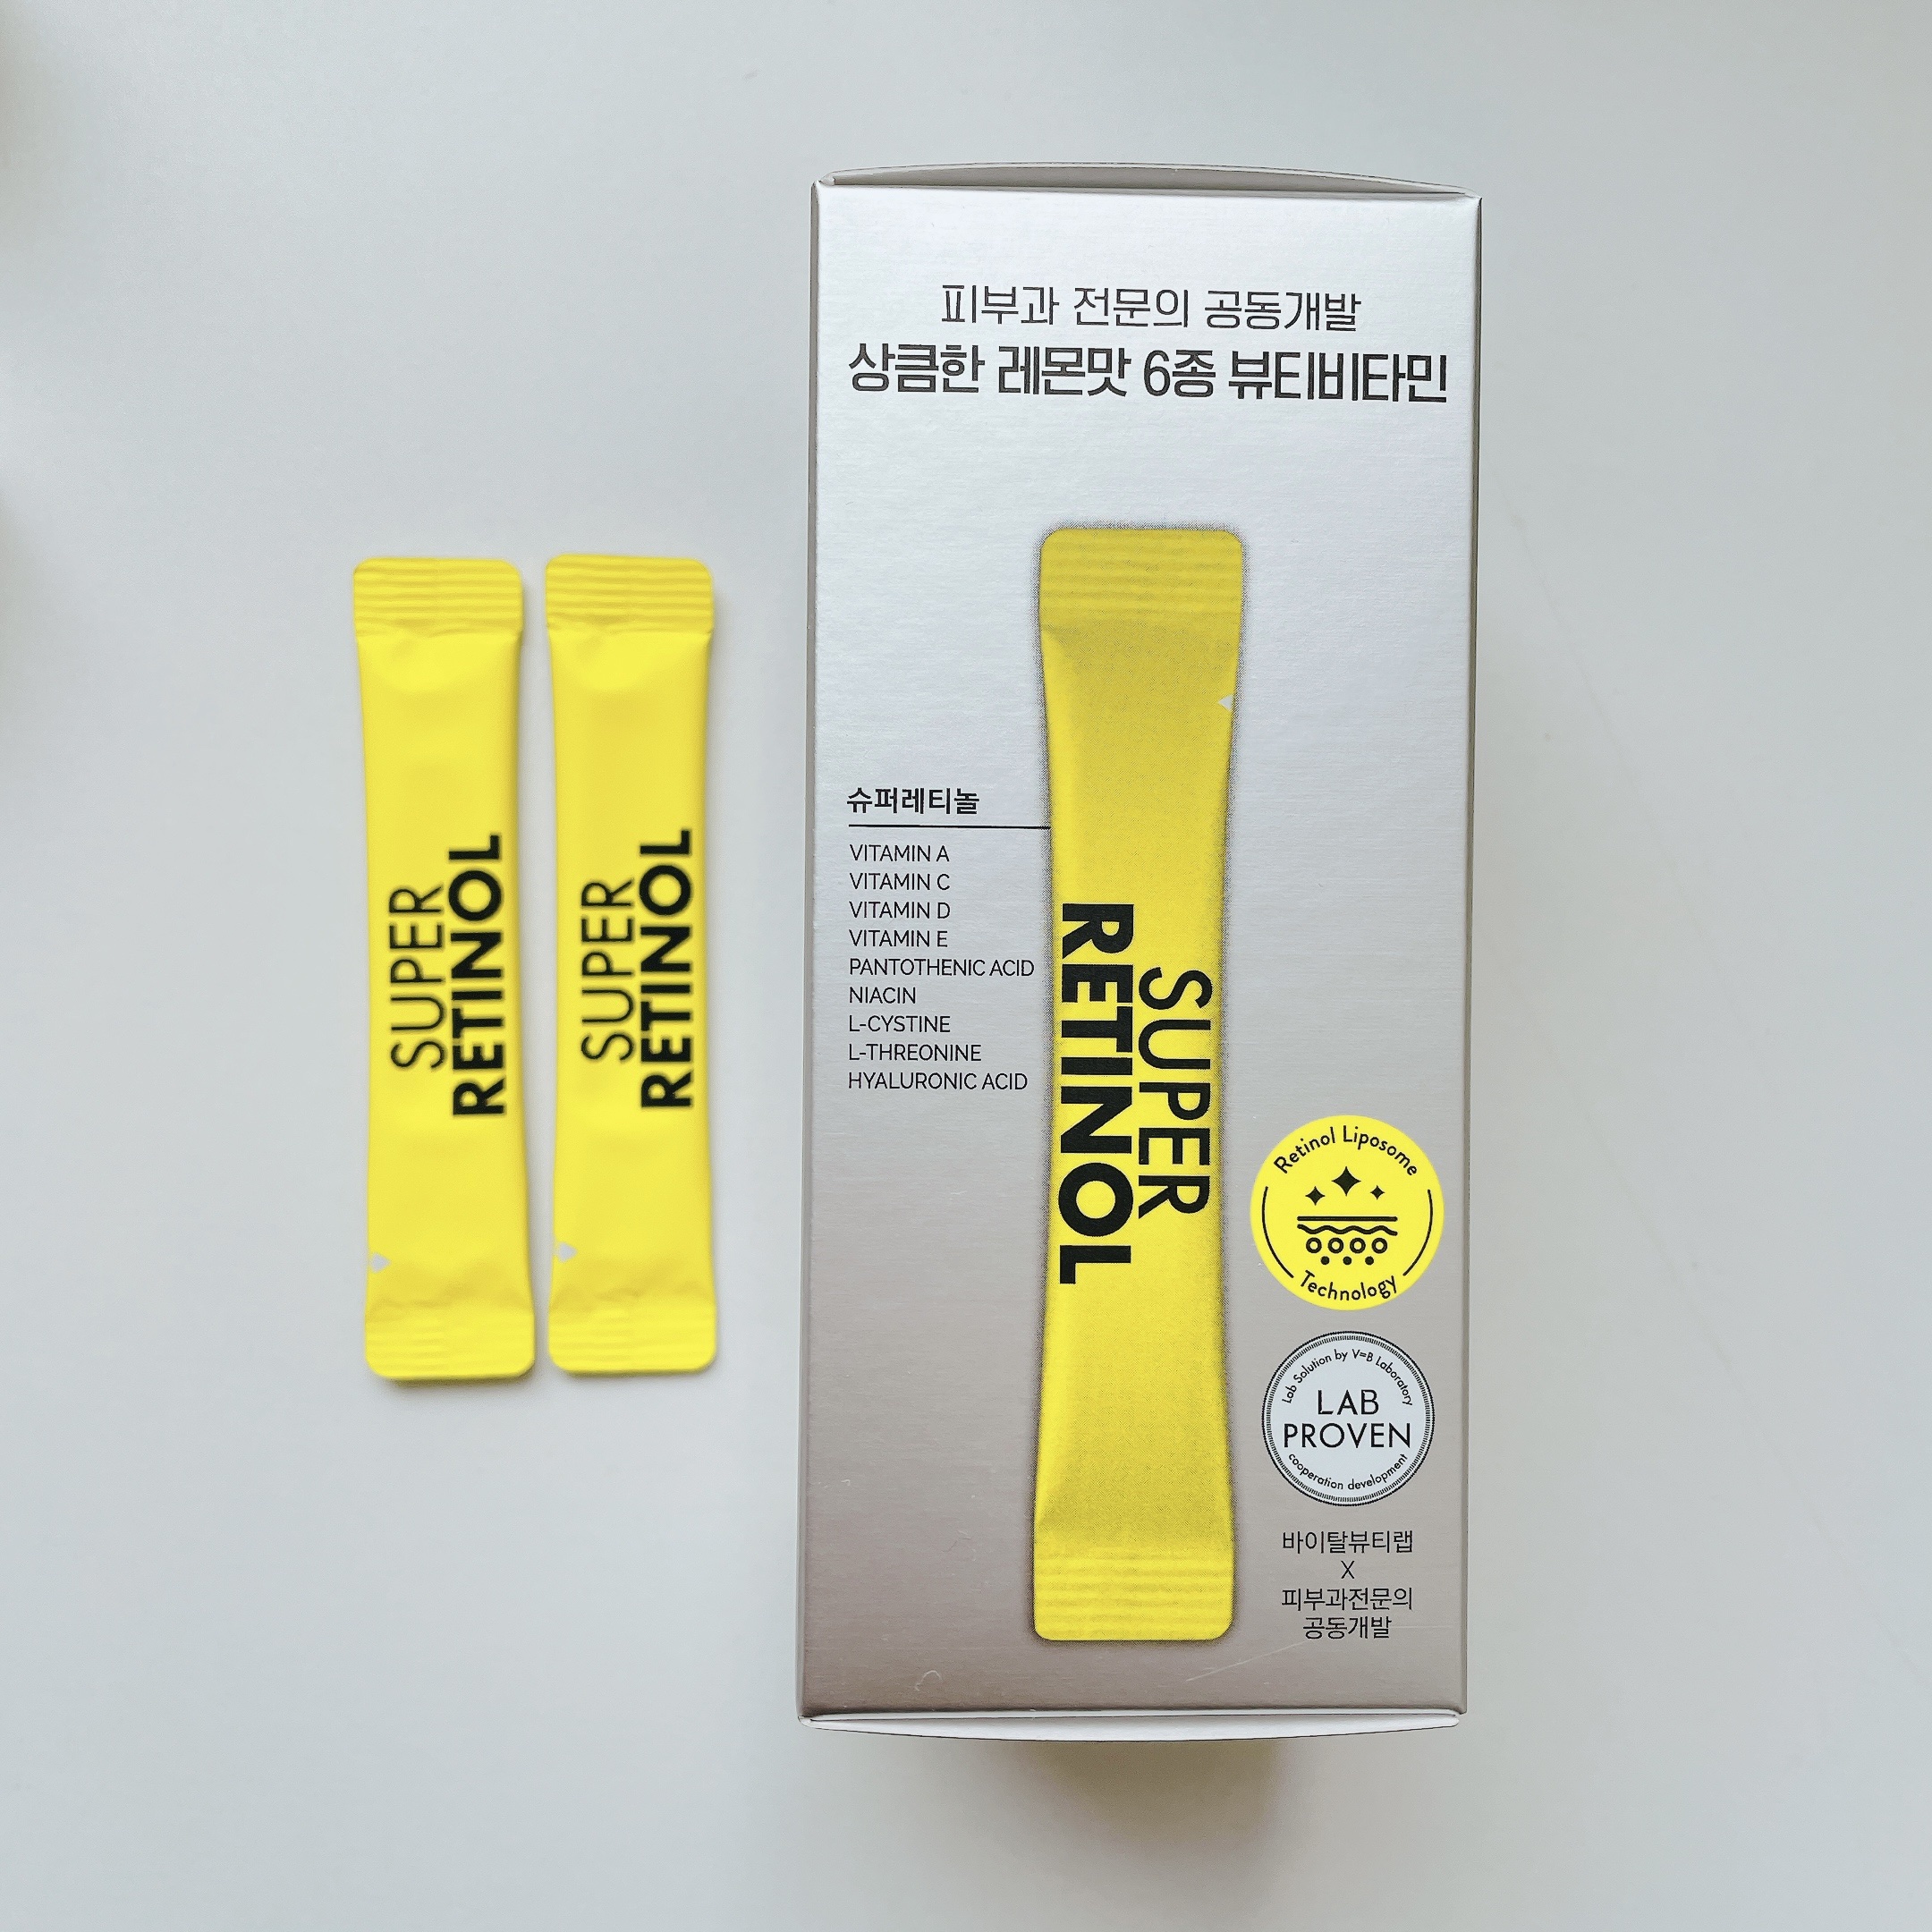 피부과 전문의 공동개발
상큼한 레몬맛 6종 뷰티비타민
SUPER
RETINOL
SUPER
RETINOL
슈퍼레티놀
VITAMIN A
VITAMIN C
VITAMIN D
VITAMIN E
PANTOTHENIC ACID
NIACIN
L-CYSTINE
L-THREONINE
HYALURONIC ACID
SUPER
RETINOL
Retinol Liposome
Technology
Lab Solution by V=B Laboratory
LAB
PROVEN
cooperation development
바이탈뷰티랩
X
피부과전문의
공동개발